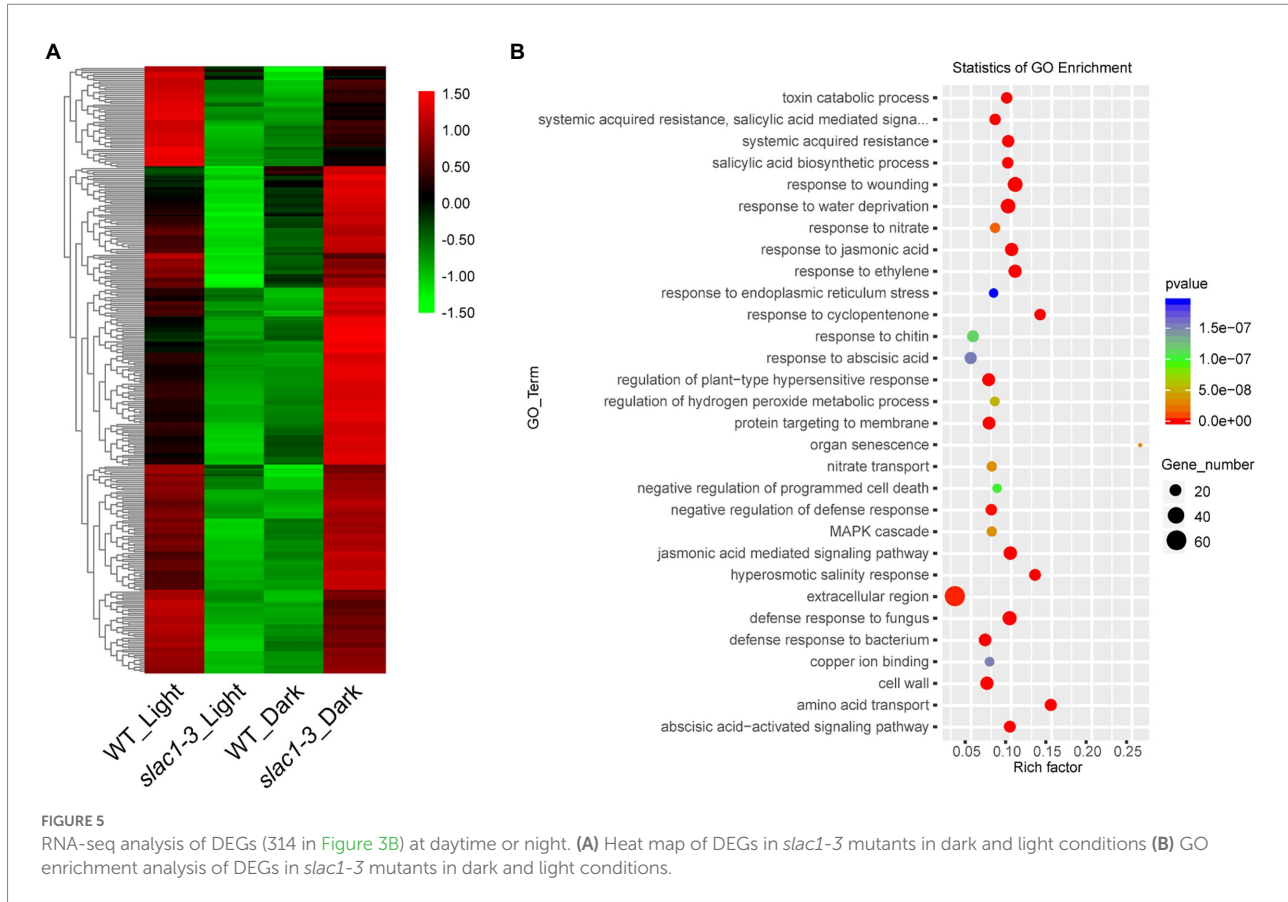 A
1.50
1.00
0.50
0.00
-0.50
-1.00
-1.50
WT_Light
slac1-3_Light
WT_Dark
slac1-3_Dark
B
Statistics of GO Enrichment
GO_Term
toxin catabolic process
systemic acquired resistance, salicylic acid mediated signa...
systemic acquired resistance
salicylic acid biosynthetic process
response to wounding
response to water deprivation
response to nitrate
response to jasmonic acid
response to ethylene
response to endoplasmic reticulum stress
response to cyclopentenone
response to chitin
response to abscisic acid
regulation of plant-type hypersensitive response
regulation of hydrogen peroxide metabolic process
protein targeting to membrane
organ senescence
nitrate transport
negative regulation of programmed cell death
negative regulation of defense response
MAPK cascade
jasmonic acid mediated signaling pathway
hyperosmotic salinity response
extracellular region
defense response to fungus
defense response to bacterium
copper ion binding
cell wall
amino acid transport
abscisic acid-activated signaling pathway
0.05 0.10 0.15 0.20 0.25
Rich factor
pvalue
1.5e-07
1.0e-07
5.0e-08
0.0e+00
Gene_number
20
40
60
FIGURE 5
RNA-seq analysis of DEGs (314 in Figure 3B) at daytime or night. (A) Heat map of DEGs in slac1-3 mutants in dark and light conditions (B) GO
enrichment analysis of DEGs in slac1-3 mutants in dark and light conditions.